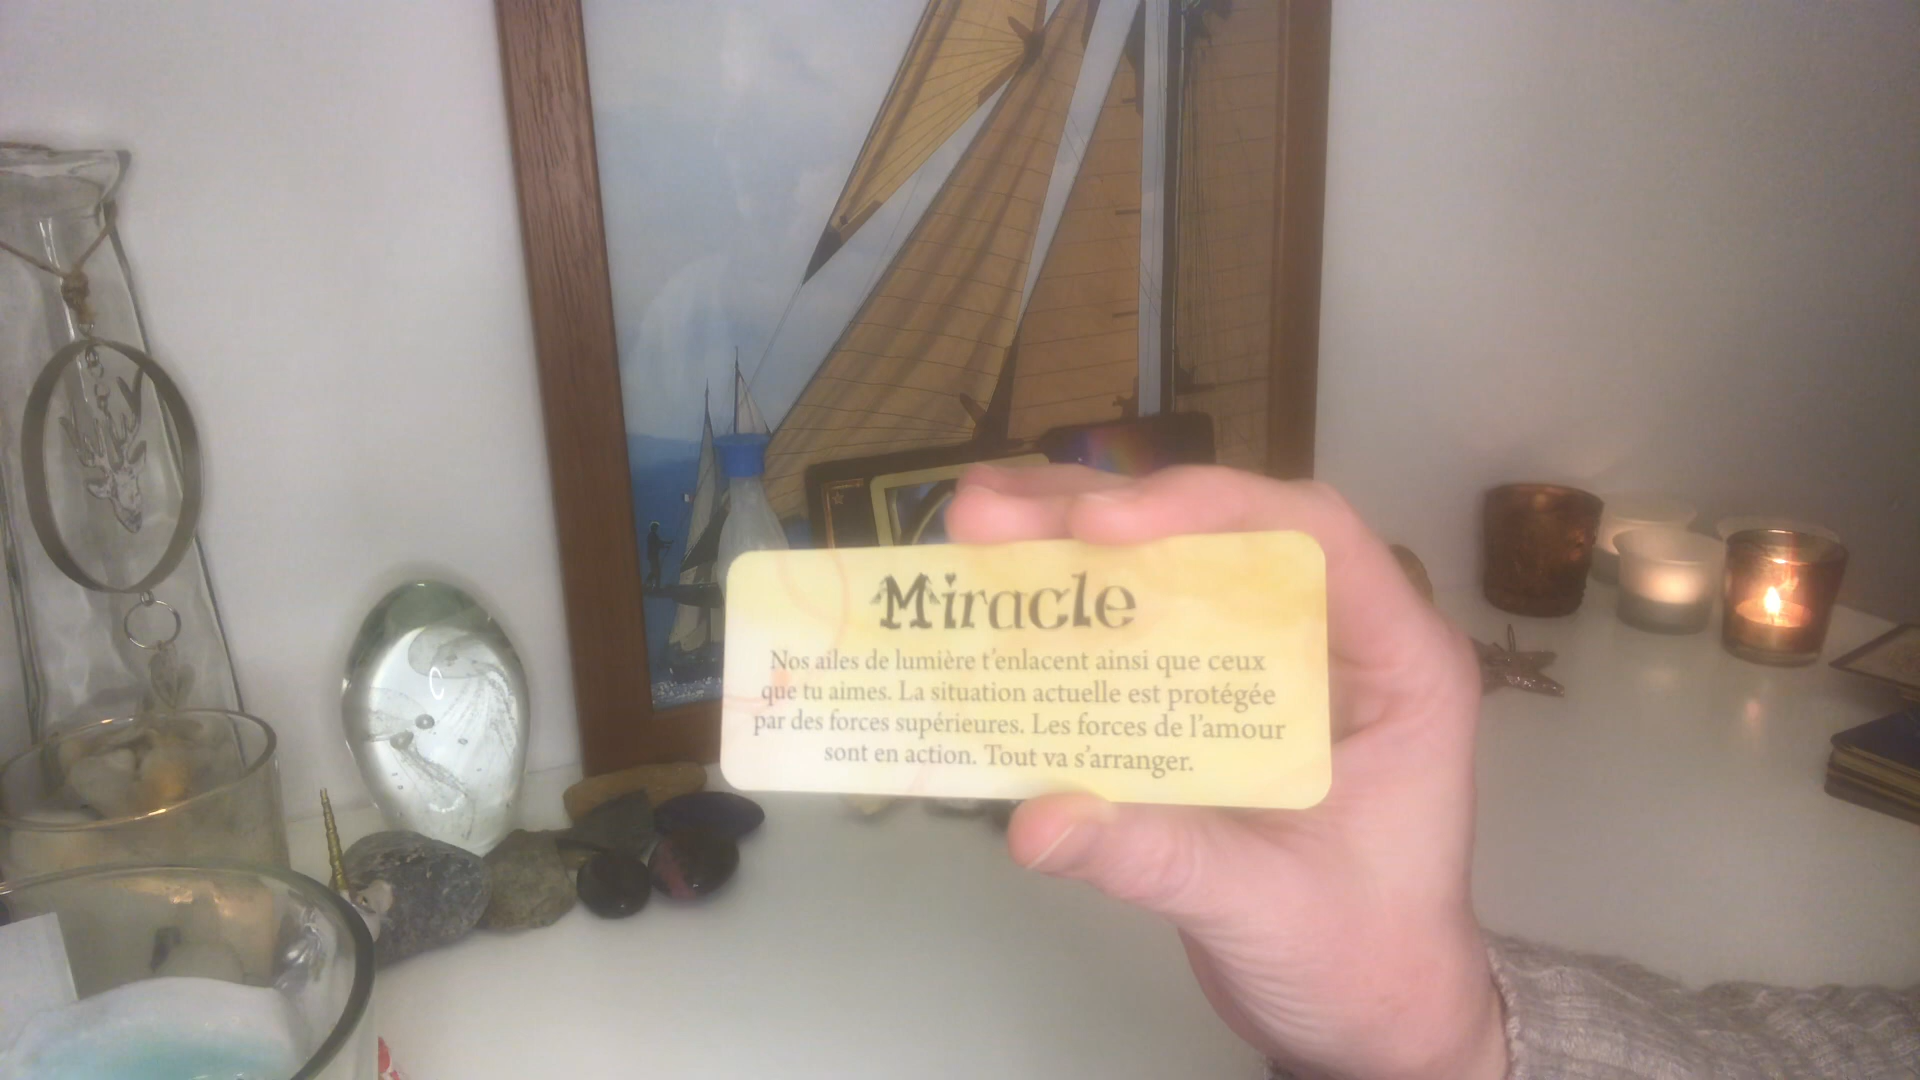 Miracle
Nos ailes de lumière t'enlacent ainsi que ceux
que tu aimes. La situation actuelle est protégée
par des forces supérieures. Les forces de l'amour
sont en action. Tout va s'arranger.